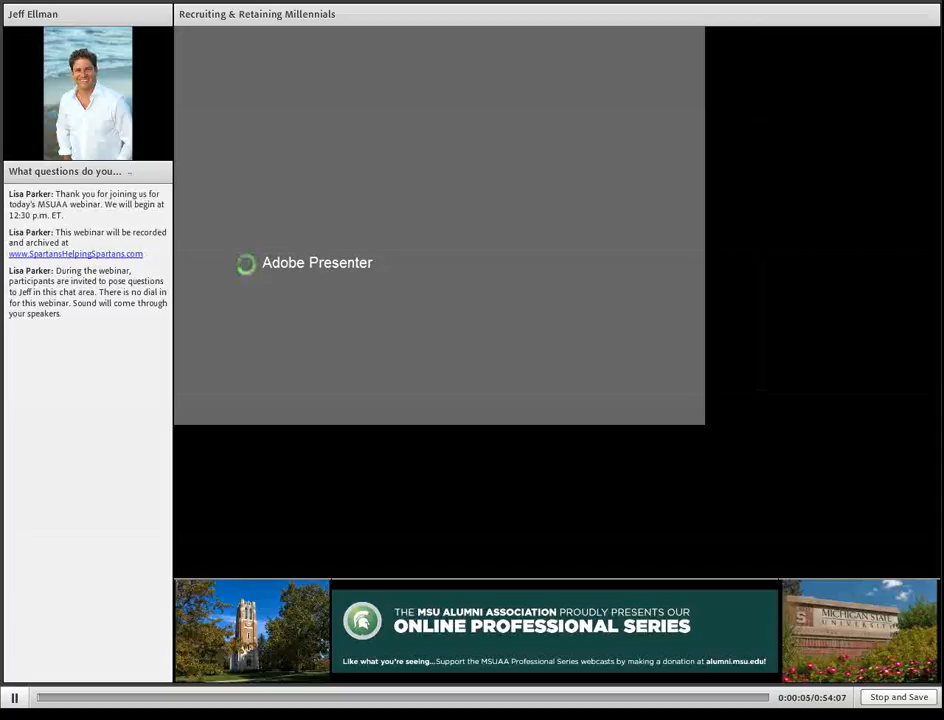 Jeff Ellman
Recruiting & Retaining Millennials
What questions do you... ..
Lisa Parker: Thank you for joining us for
today's MSUAA webinar. We will begin at
12:30 p.m. ET.
Lisa Parker: This webinar will be recorded
and archived at
www.SpartansHelpingSpartans.com
Lisa Parker: During the webinar,
participants are invited to pose questions
to Jeff in this chat area. There is no dial in
for this webinar. Sound will come through
your speakers.
Adobe Presenter
THE MSU ALUMNI ASSOCIATION PROUDLY PRESENTS OUR
ONLINE PROFESSIONAL SERIES
Like what you're seeing...Support the MSUAA Professional Series webcasts by making a donation at alumni.msu.edu!
S
MICHIGAN STATE
UNIVERSITY
0:00:05/0:54:07
Stop and Save